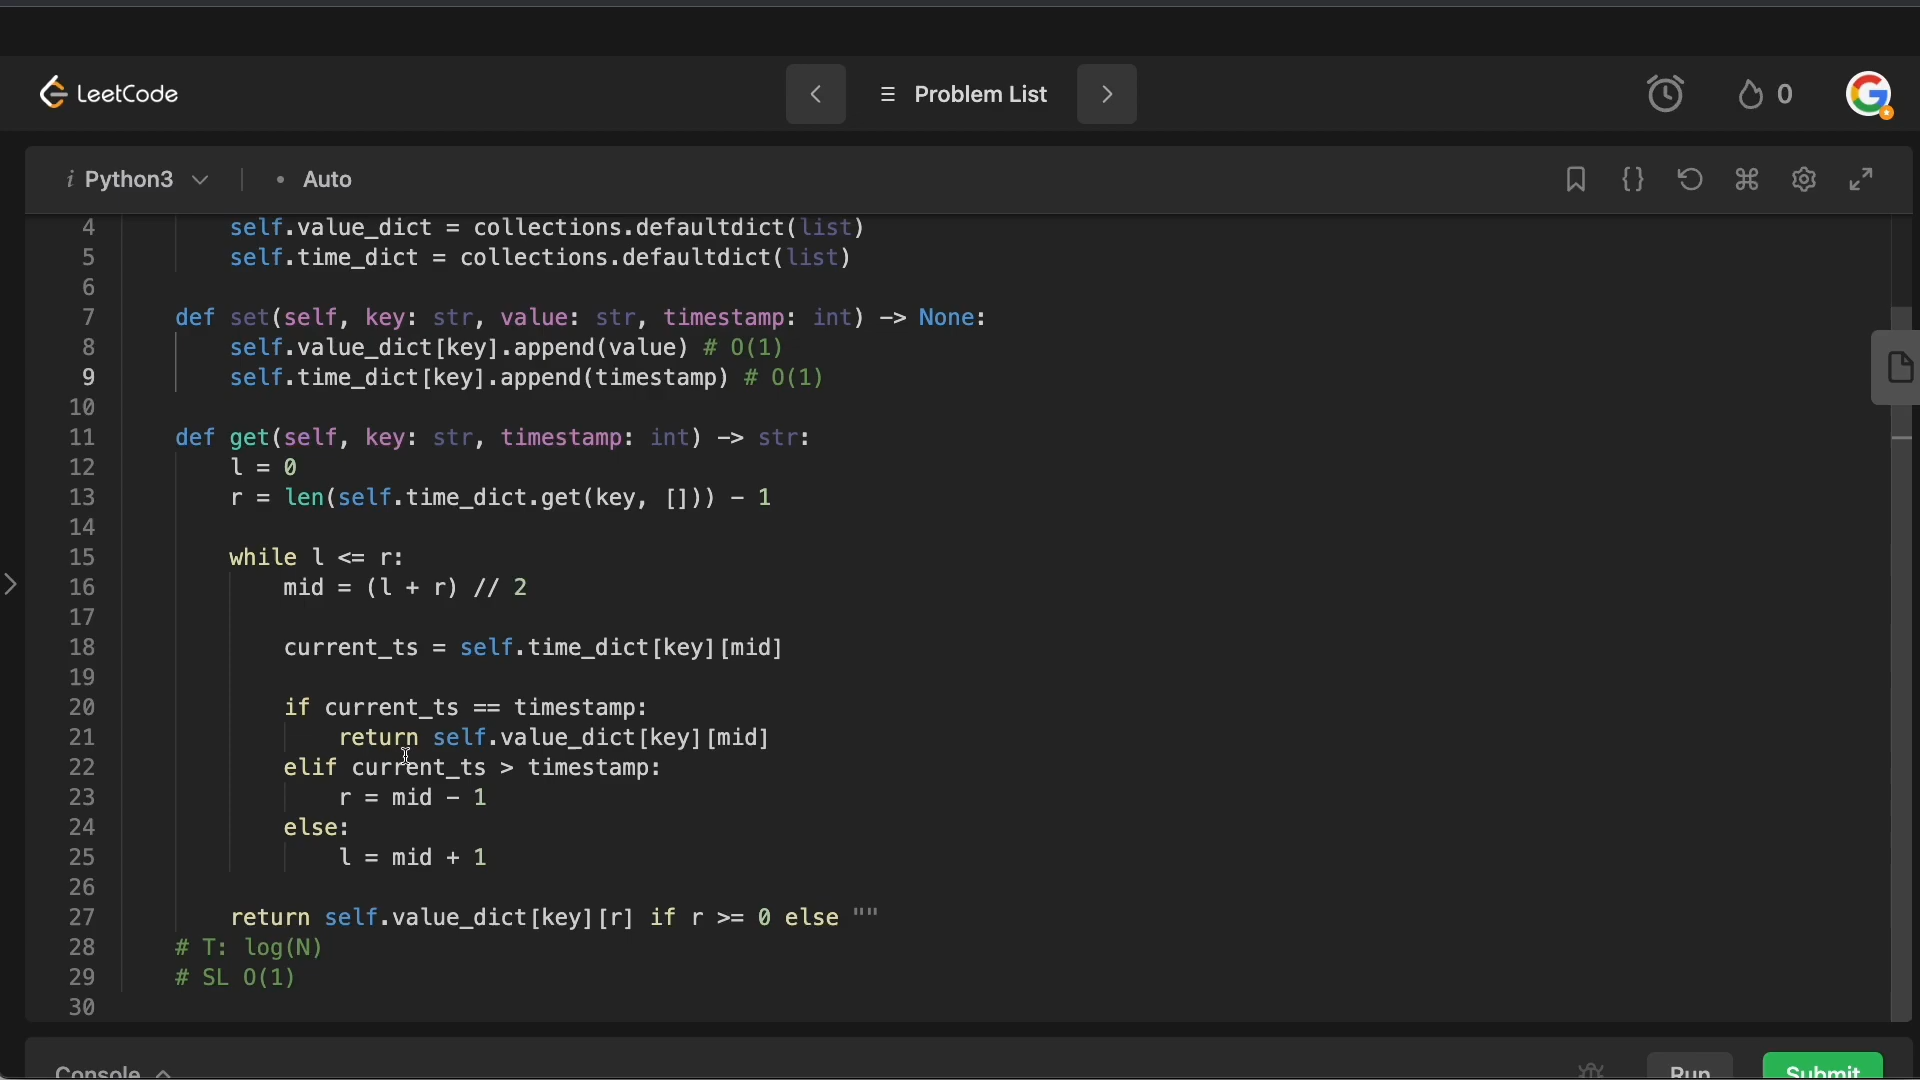 LeetCode
Problem List
0
i Python3
• Auto
4 self.value_dict = collections.defaultdict(list)
5 self.time_dict = collections.defaultdict(list)
6
7 def set(self, key: str, value: str, timestamp: int) -> None:
8 self.value_dict[key].append(value) # O(1)
9 self.time_dict[key].append(timestamp) # O(1)
10
11 def get(self, key: str, timestamp: int) -> str:
12 l = 0
13 r = len(self.time_dict.get(key, [])) - 1
14
15 while l <= r:
16 mid = (l + r) // 2
17
18 current_ts = self.time_dict[key][mid]
19
20 if current_ts == timestamp:
21 return self.value_dict[key][mid]
22 elif current_ts > timestamp:
23 r = mid - 1
24 else:
25 l = mid + 1
26
27 return self.value_dict[key][r] if r >= 0 else ""
28 # T: log(N)
29 # SL O(1)
30
Console
Run
Submit